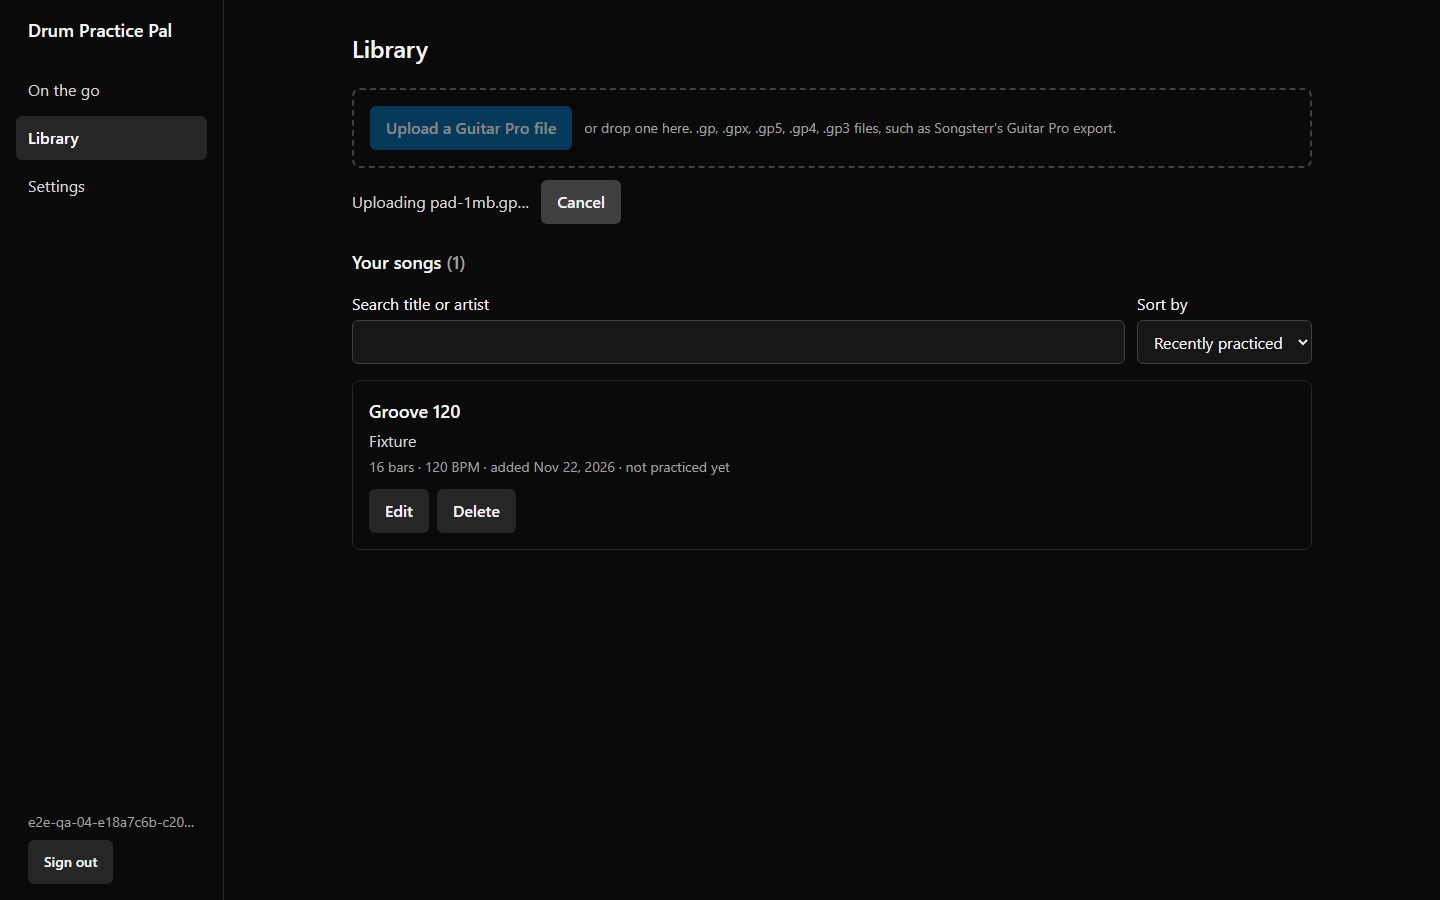 Drum Practice Pal
On the go
Library
Settings
e2e-qa-04-e18a7c6b-c20...
Sign out
Library
Upload a Guitar Pro file
or drop one here. .gp, .gpx, .gp5, .gp4, .gp3 files, such as Songsterr's Guitar Pro export.
Uploading pad-1mb.gp...
Cancel
Your songs (1)
Search title or artist
Sort by
Recently practiced
Groove 120
Fixture
16 bars · 120 BPM · added Nov 22, 2026 · not practiced yet
Edit
Delete